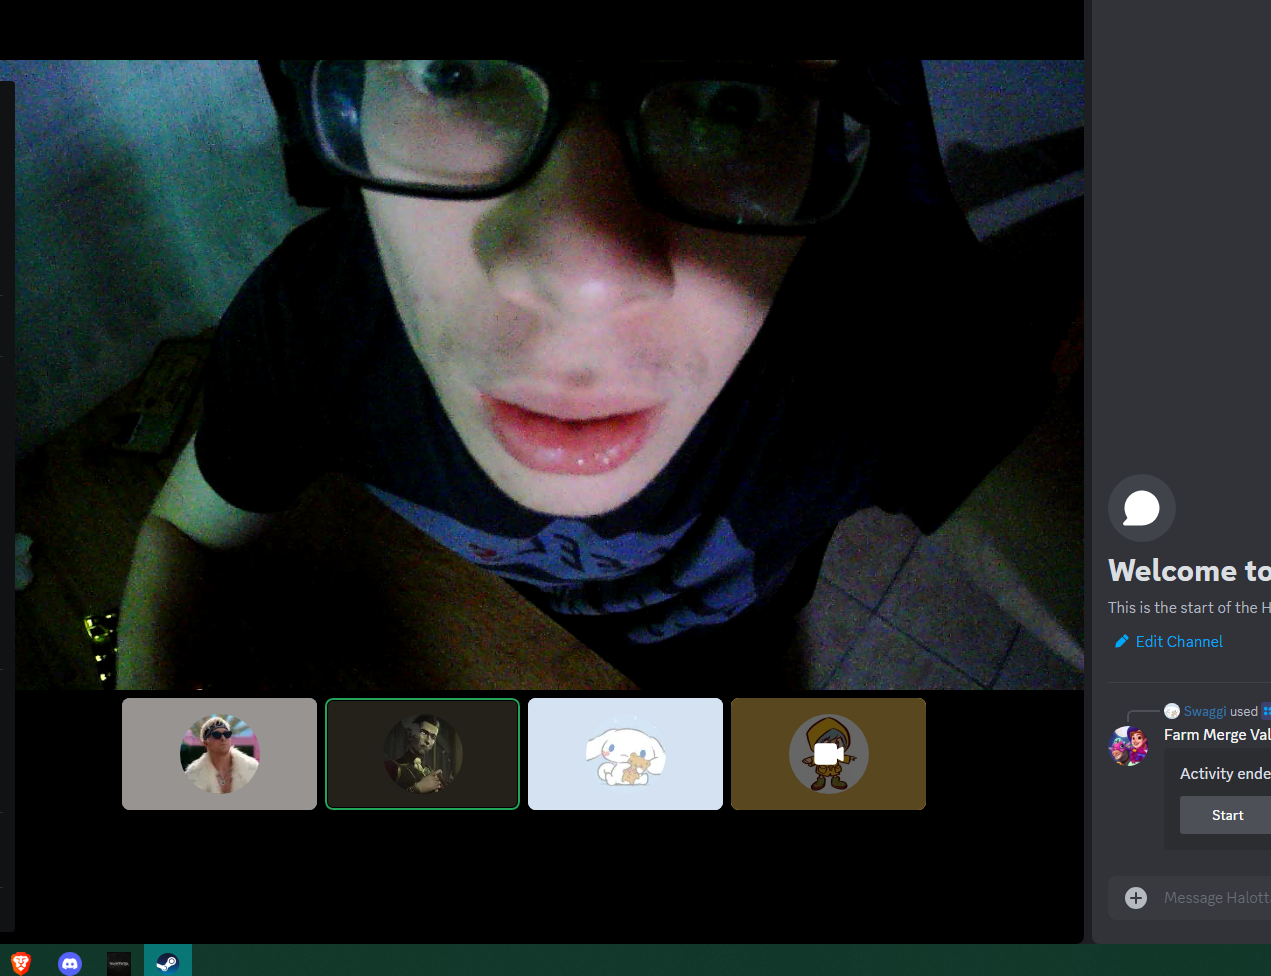 Welcome to
This is the start of the H
Edit Channel
Swaggi used
Farm Merge Val
Activity ende
Start
Message Halott